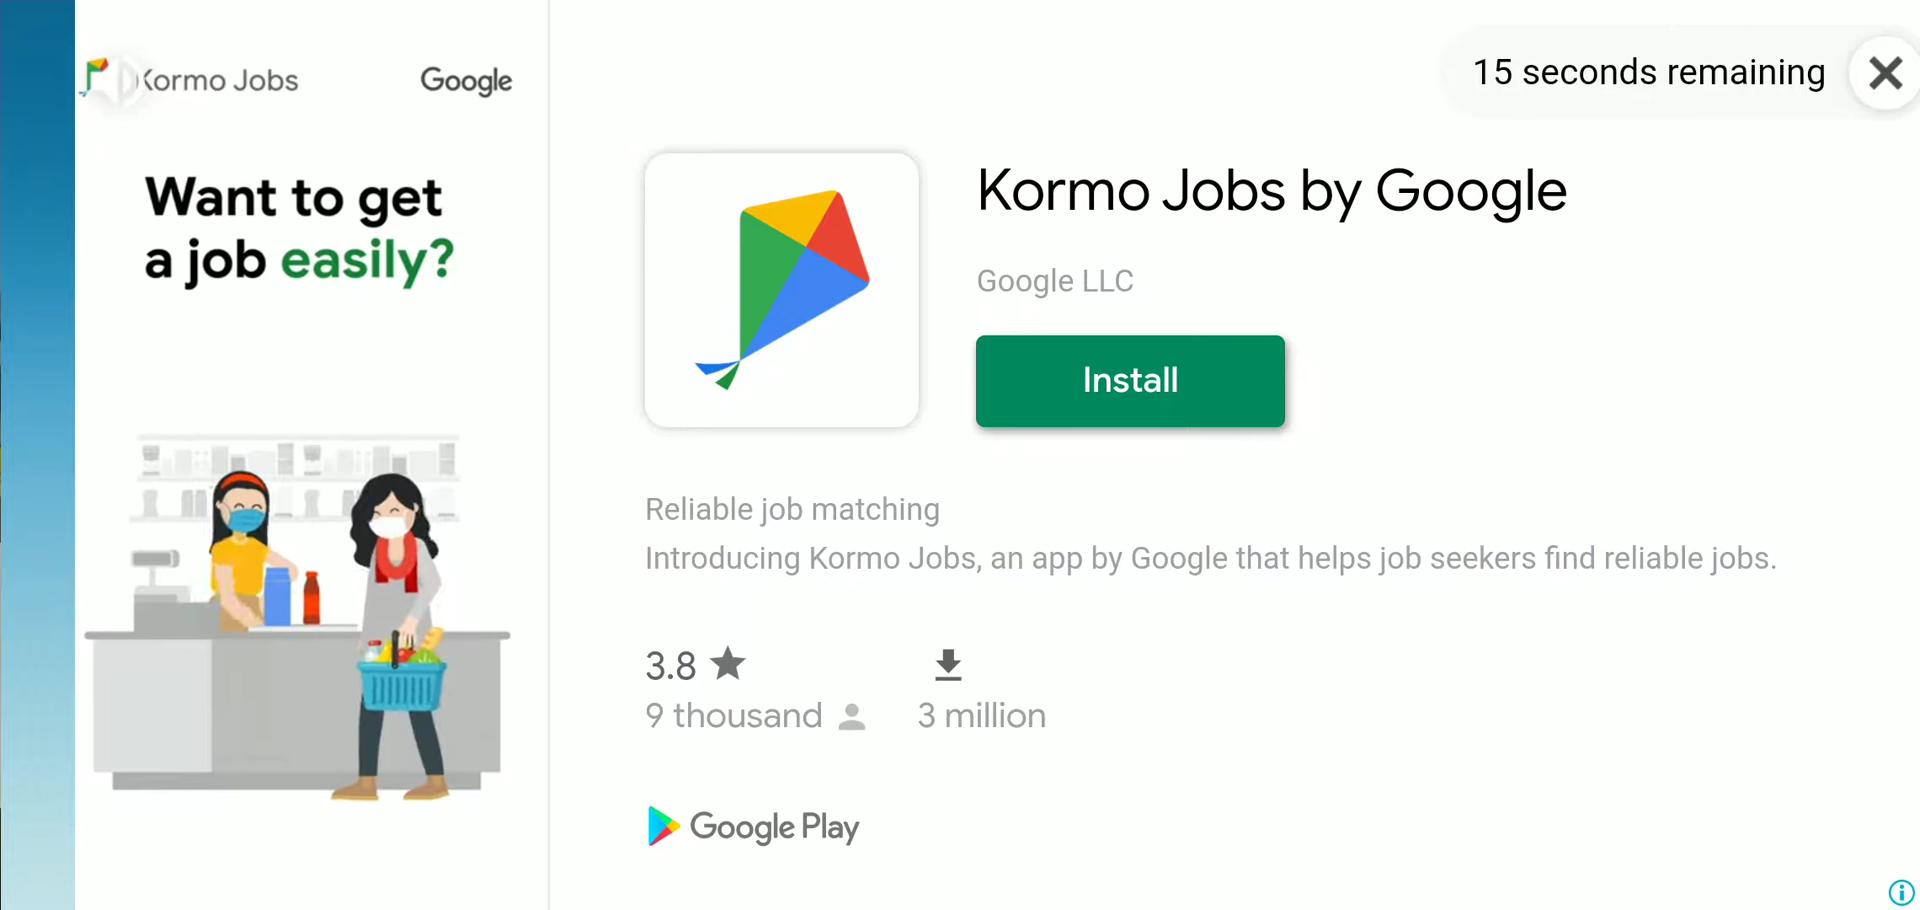 Kormo Jobs
Google
Want to get
a job easily?
15 seconds remaining
Kormo Jobs by Google
Google LLC
Install
Reliable job matching
Introducing Kormo Jobs, an app by Google that helps job seekers find reliable jobs.
3.8
9 thousand
3 million
Google Play